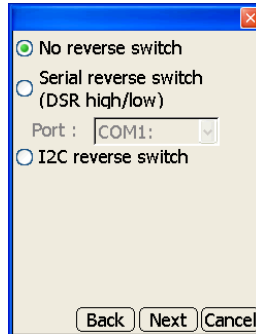 No reverse switch
Serial reverse switch
(DSR high/low)
Port : COM1:
I2C reverse switch
Back Next Cancel